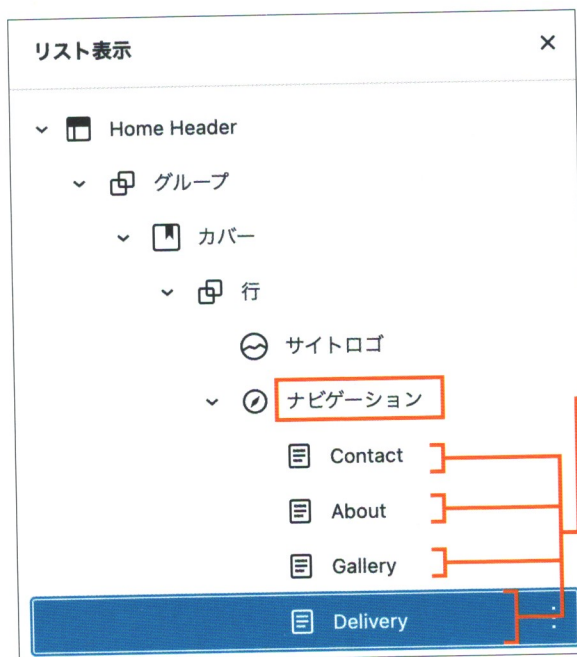 リスト表示
Home Header
グループ
カバー
行
サイトロゴ
ナビゲーション
Contact
About
Gallery
Delivery